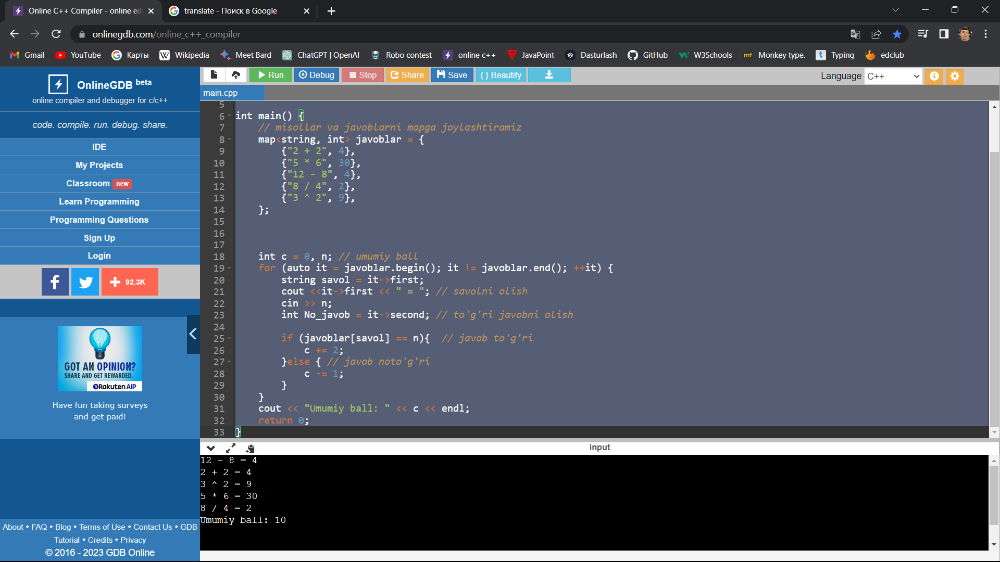 Online C++ Compiler - online ed
translate - Поиск в Google
onlinegdb.com/online_c++_compiler
Gmail YouTube Карты Wikipedia Meet Bard ChatGPT | OpenAI Robo contest online c++ JavaPoint Dasturlash GitHub W3Schools Monkey type. Typing edclub
OnlineGDB beta
online compiler and debugger for c/c++
code. compile. run. debug. share.
IDE
My Projects
Classroom new
Learn Programming
Programming Questions
Sign Up
Login
92.3K
GOT AN OPINION?
SHARE AND GET REWARDED.
Rakuten AIP
Have fun taking surveys
and get paid!
About • FAQ • Blog • Terms of Use • Contact Us • GDB
Tutorial • Credits • Privacy
© 2016 - 2023 GDB Online
Run Debug Stop Share Save { } Beautify
Language C++
main.cpp
5
6 int main() {
7 // misollar va javoblarni mapga joylashtiramiz
8 map<string, int> javoblar = {
9 {"2 + 2", 4},
10 {"5 * 6", 30},
11 {"12 - 8", 4},
12 {"8 / 4", 2},
13 {"3 ^ 2", 9},
14 };
15
16
17
18 int c = 0, n; // umumiy ball
19 for (auto it = javoblar.begin(); it != javoblar.end(); ++it) {
20 string savol = it->first;
21 cout <<it->first << " = "; // savolni olish
22 cin >> n;
23 int No_javob = it->second; // to'g'ri javobni olish
24
25 if (javoblar[savol] == n){ // javob to'g'ri
26 c += 2;
27 }else { // javob noto'g'ri
28 c -= 1;
29 }
30 }
31 cout << "Umumiy ball: " << c << endl;
32 return 0;
33 }
input
12 - 8 = 4
2 + 2 = 4
3 ^ 2 = 9
5 * 6 = 30
8 / 4 = 2
Umumiy ball: 10